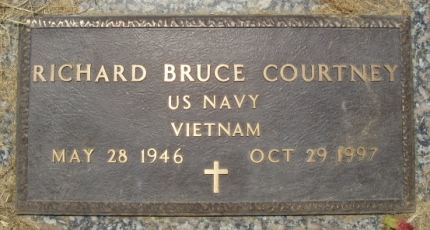 RICHARD BRUCE COURTNEY
US NAVY
VIETNAM
MAY 28 1946 OCT 29 1997